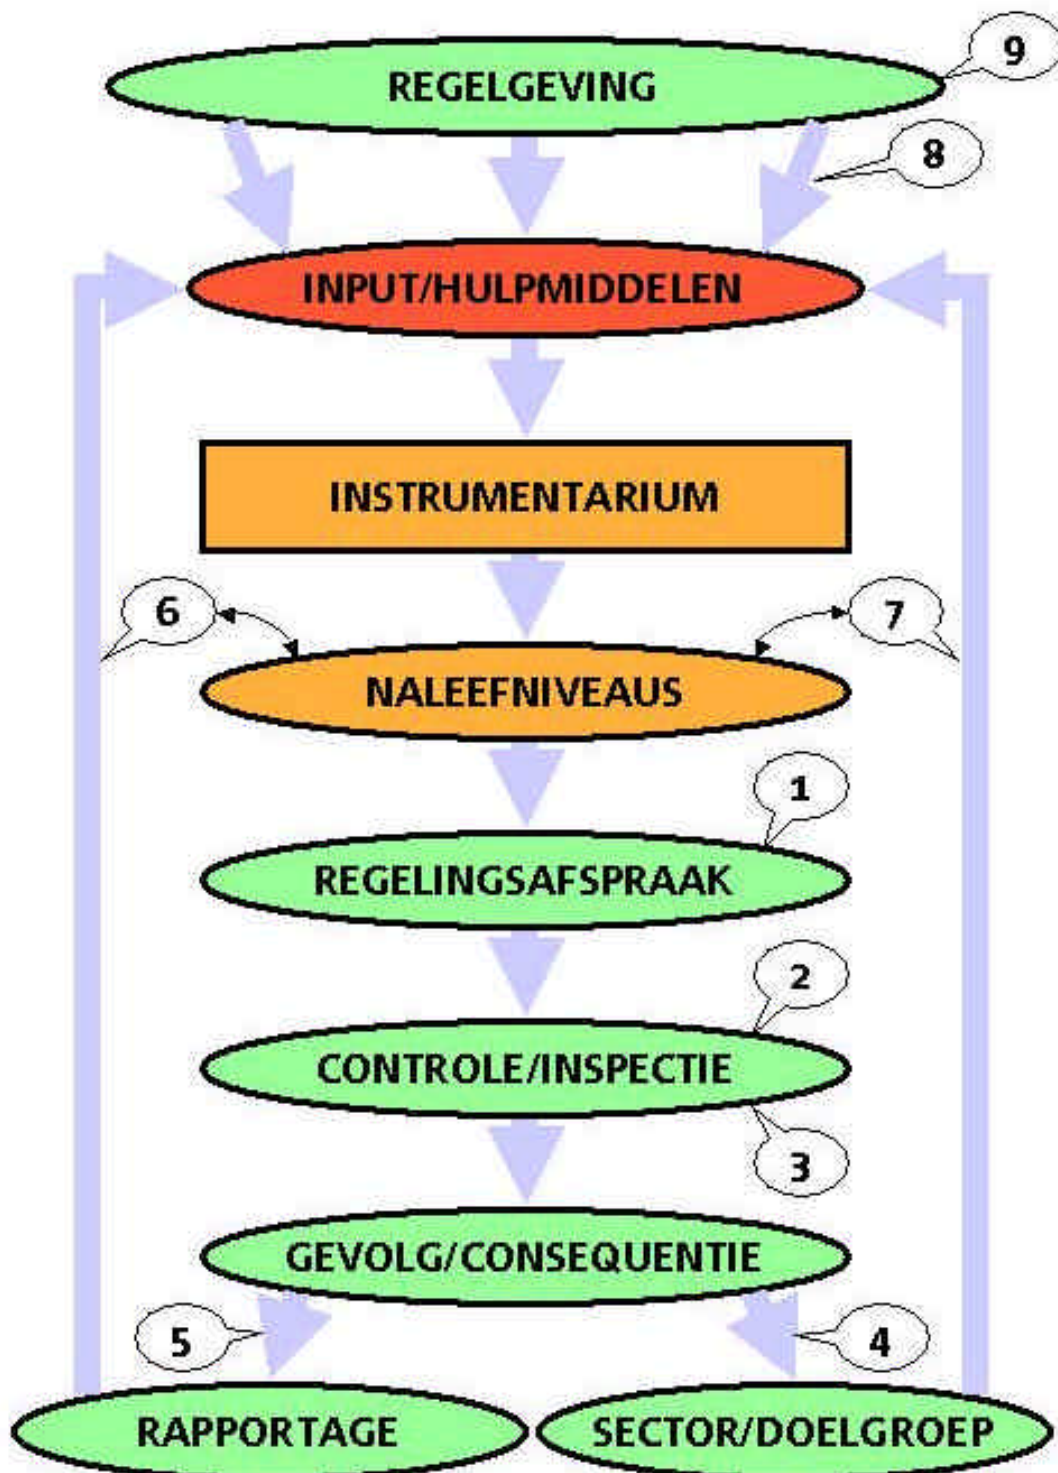 9
REGELGEVING
8
INPUT/HULPMIDDELEN
INSTRUMENTARIUM
6
7
NALEEFNIVEAUS
1
REGELINGSAFSPRAAK
2
CONTROLE/INSPECTIE
3
GEVOLG/CONSEQUENTIE
5
4
RAPPORTAGE
SECTOR/DOELGROEP